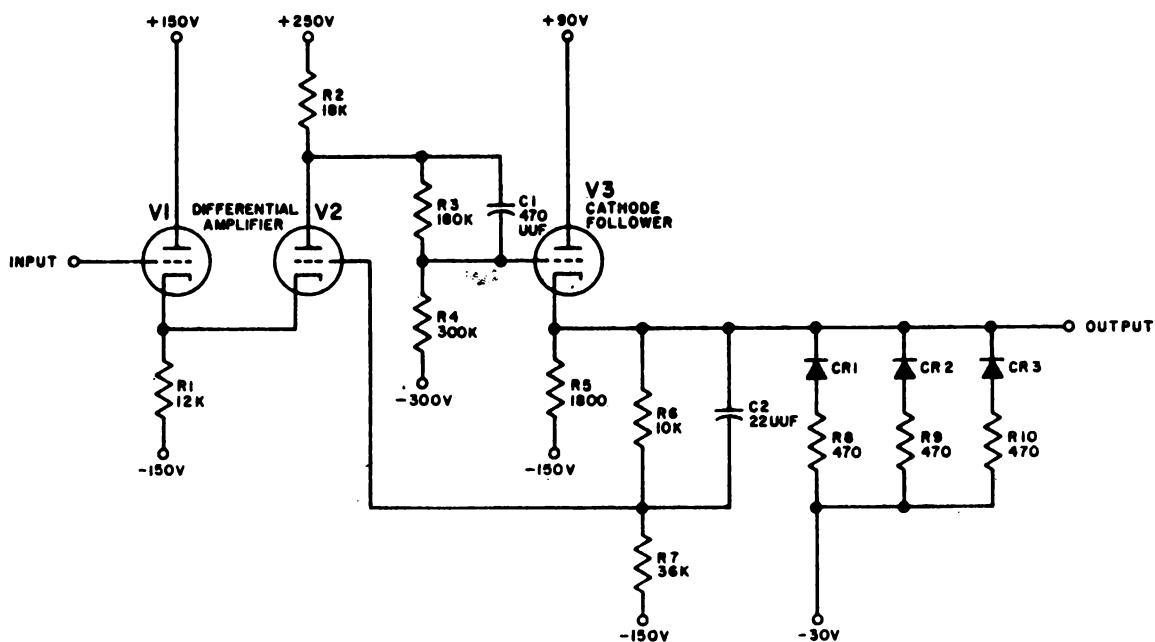 +150V
+250V
+90V
R2
18K
V1
DIFFERENTIAL
AMPLIFIER
V2
R3
180K
C1
470
UUF
V3
CATHODE
FOLLOWER
INPUT
R4
300K
-300V
R1
12K
-150V
R5
1800
-150V
R6
10K
C2
22UUF
CR1
CR2
CR3
OUTPUT
R8
470
R9
470
R10
470
R7
36K
-150V
-30V